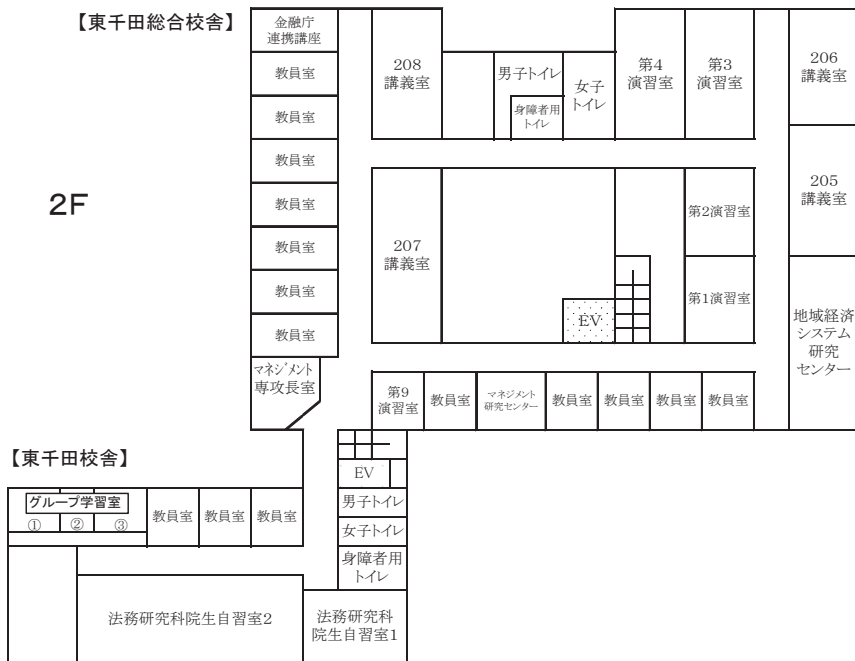 【東千田総合校舎】
2F
金融庁
連携講座
教員室
教員室
教員室
教員室
教員室
教員室
教員室
マネジメント
専攻長室
208
講義室
男子トイレ
身障者用
トイレ
女子
トイレ
第4
演習室
第3
演習室
206
講義室
205
講義室
207
講義室
第2演習室
第1演習室
EV
地域経済
システム
研究
センター
第9
演習室
教員室
マネジメント
研究センター
教員室
教員室
教員室
教員室
【東千田校舎】
グループ学習室
①
②
③
教員室
教員室
教員室
EV
男子トイレ
女子トイレ
身障者用
トイレ
法務研究科院生自習室2
法務研究科
院生自習室1